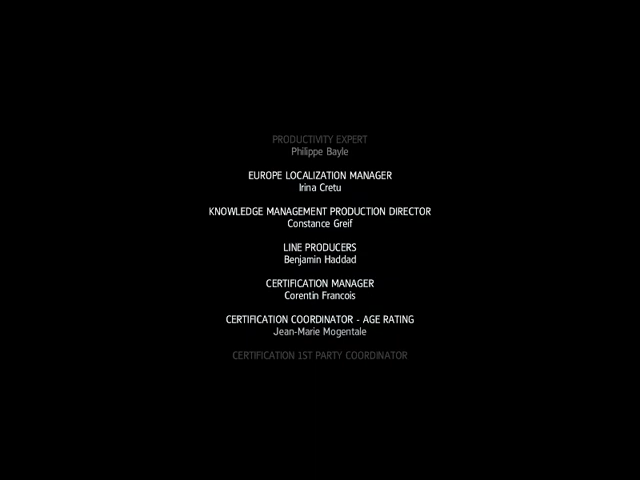 PRODUCTIVITY EXPERT
Philippe Bayle
EUROPE LOCALIZATION MANAGER
Irina Cretu
KNOWLEDGE MANAGEMENT PRODUCTION DIRECTOR
Constance Greif
LINE PRODUCERS
Benjamin Haddad
CERTIFICATION MANAGER
Corentin Francois
CERTIFICATION COORDINATOR - AGE RATING
Jean-Marie Mogentale
CERTIFICATION 1ST PARTY COORDINATOR